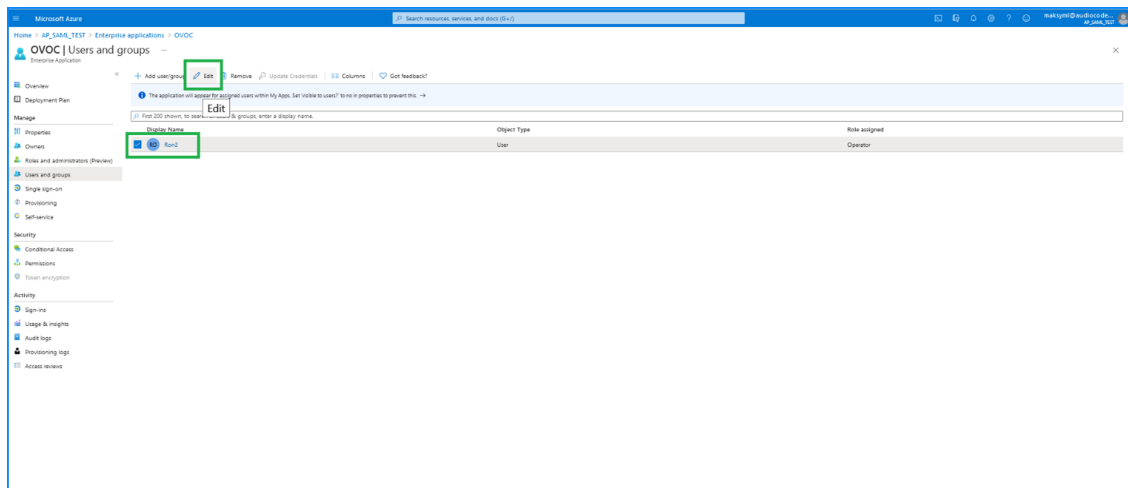 Microsoft Azure
Search resources, services, and docs (G+/)
maksyml@audiocode...
AP_SAML_TEST
Home > AP_SAML_TEST > Enterprise applications > OVOC
OVOC | Users and groups
Enterprise Application
Add user/group
Edit
Remove
Update Credentials
Columns
Got feedback?
The application will appear for assigned users within My Apps. Set 'visible to users?' to no in properties to prevent this. →
Edit
First 200 shown, to search & groups, enter a display name.
Display Name Object Type Role assigned
RO Ron2 User Operator
Overview
Deployment Plan
Manage
Properties
Owners
Roles and administrators (Preview)
Users and groups
Single sign-on
Provisioning
Self-service
Security
Conditional Access
Permissions
Token encryption
Activity
Sign-ins
Usage & insights
Audit logs
Provisioning logs
Access reviews